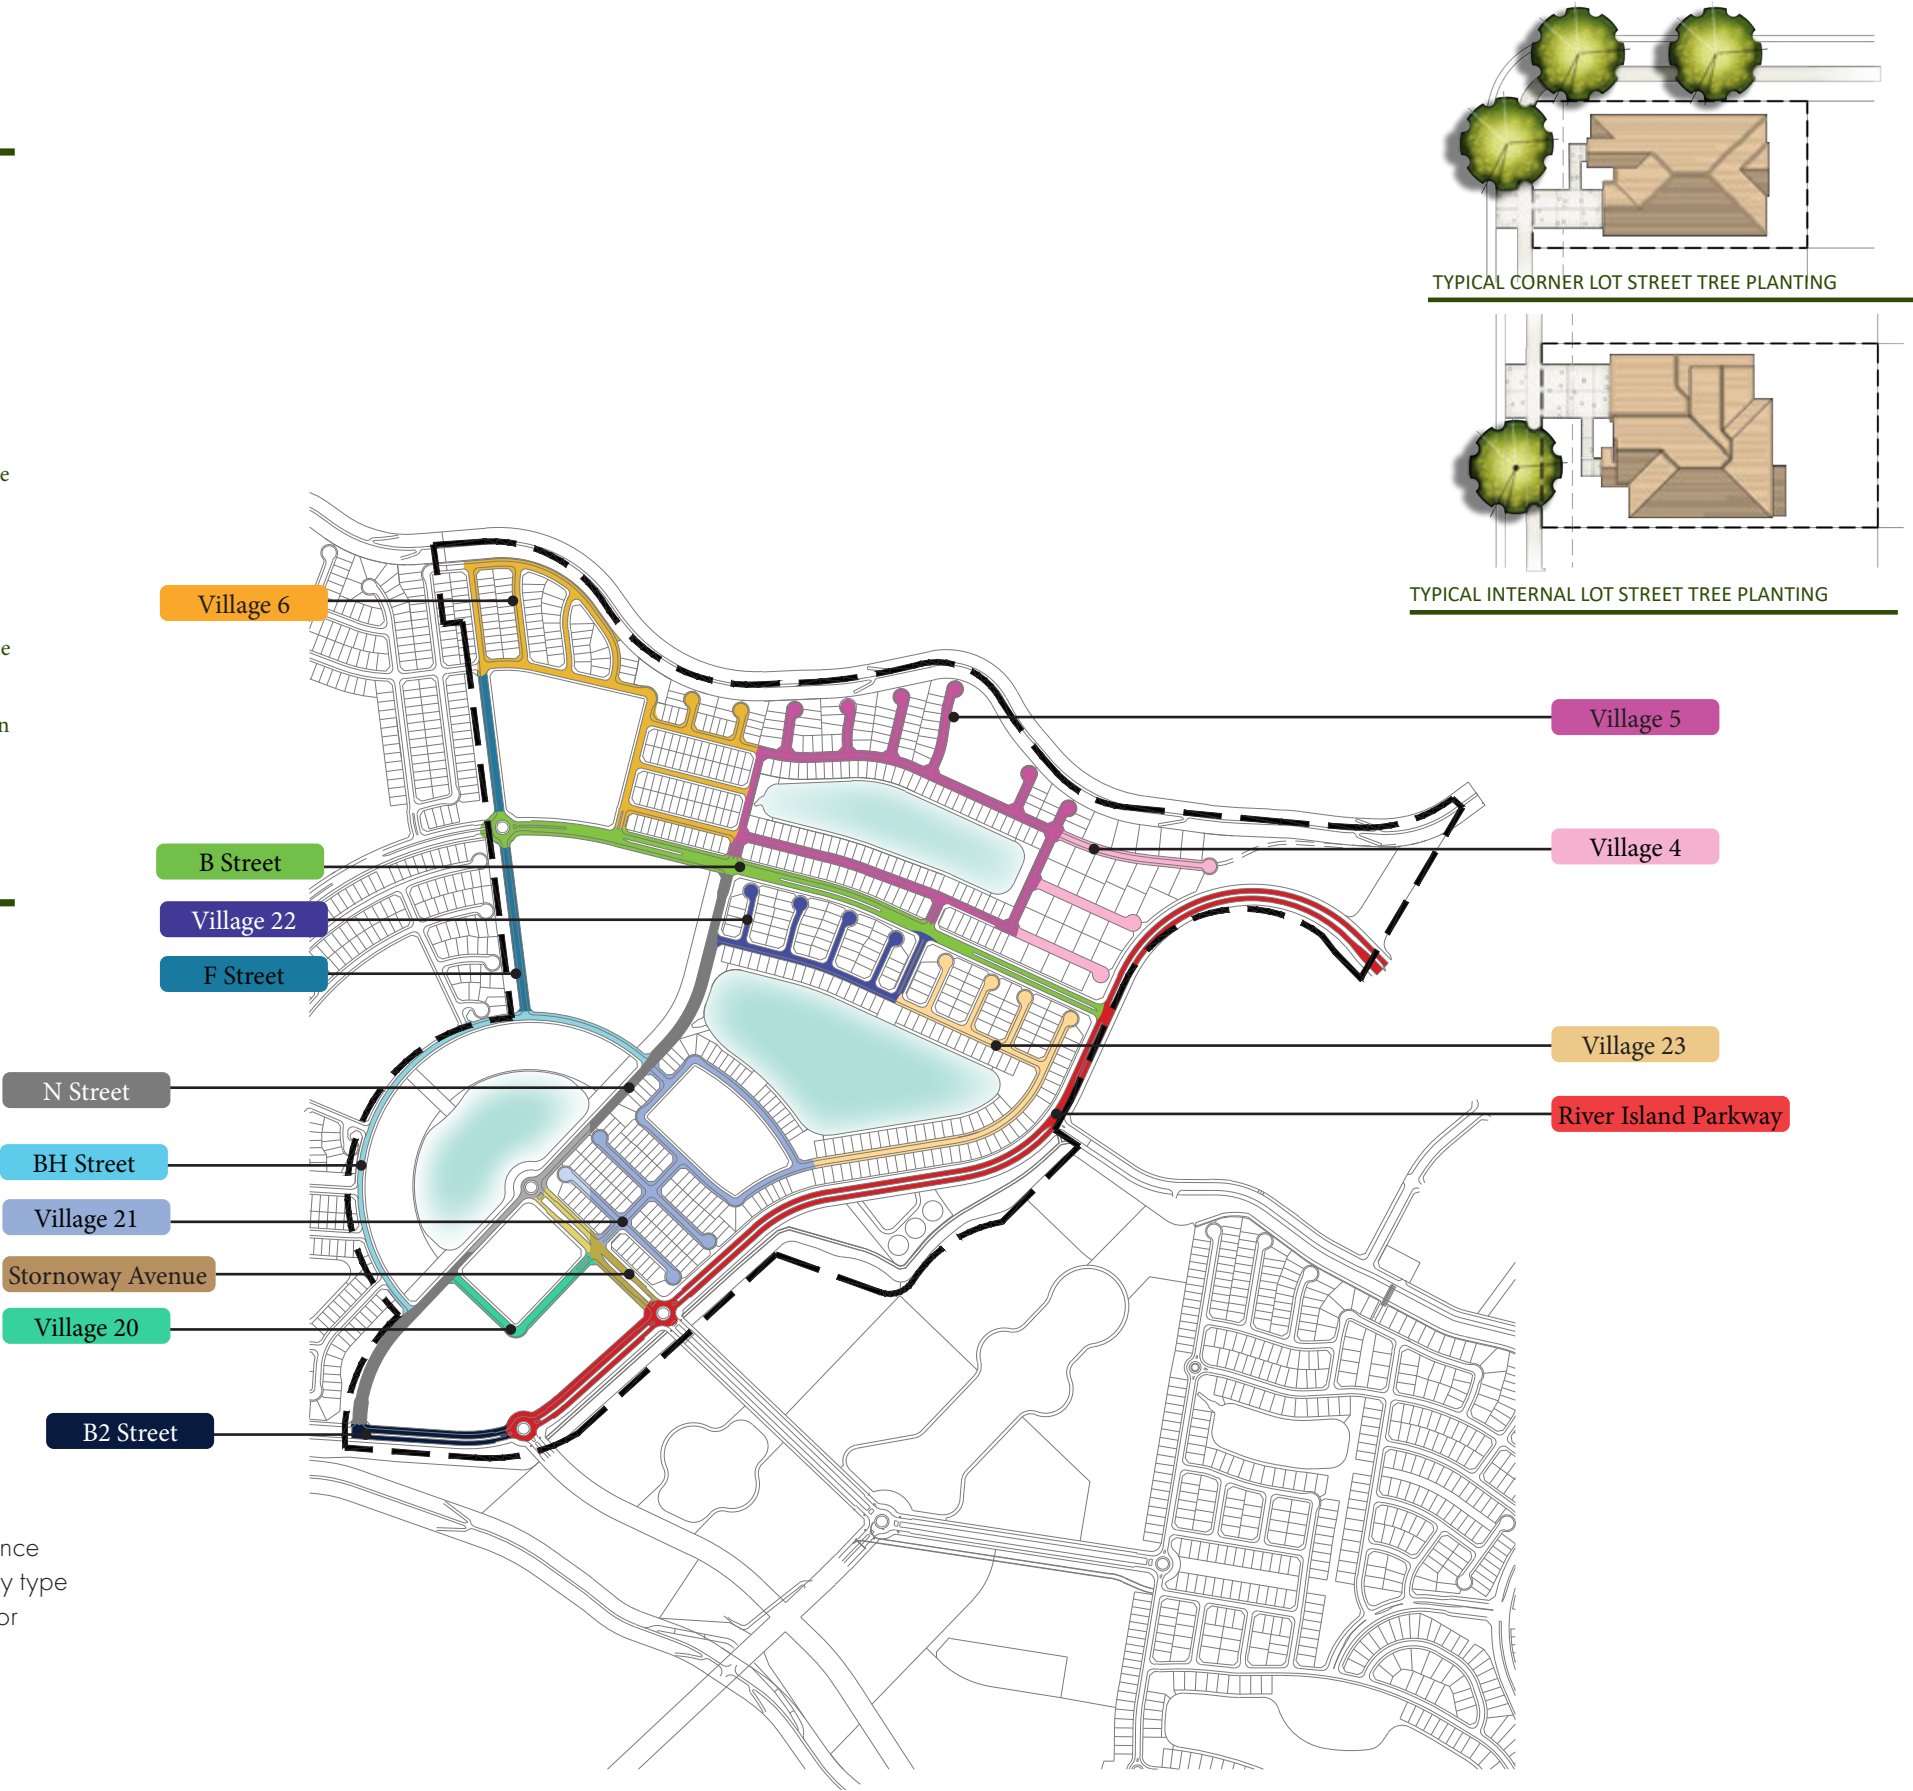 TYPICAL CORNER LOT STREET TREE PLANTING
TYPICAL INTERNAL LOT STREET TREE PLANTING
e
e
n
Village 6
Village 5
B Street
Village 4
Village 22
F Street
Village 23
N Street
River Island Parkway
BH Street
Village 21
Stornoway Avenue
Village 20
B2 Street
nce
y type
or